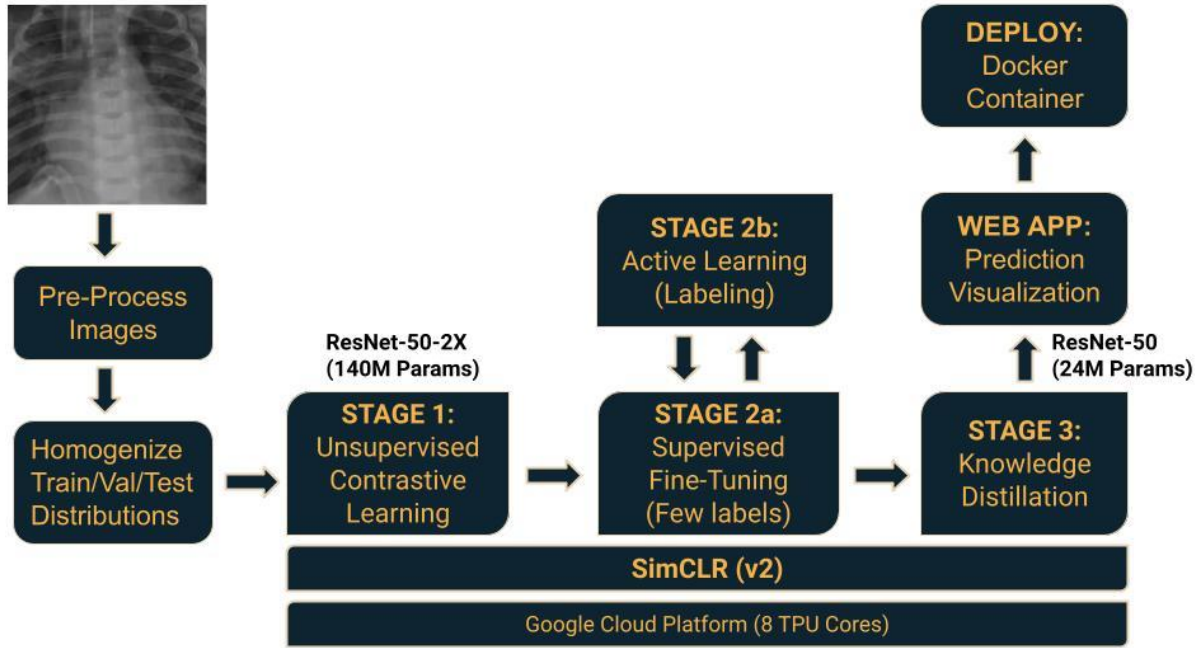 Pre-Process
Images
Homogenize
Train/Val/Test
Distributions
ResNet-50-2X
(140M Params)
STAGE 1:
Unsupervised
Contrastive
Learning
STAGE 2b:
Active Learning
(Labeling)
STAGE 2a:
Supervised
Fine-Tuning
(Few labels)
DEPLOY:
Docker
Container
WEB APP:
Prediction
Visualization
ResNet-50
(24M Params)
STAGE 3:
Knowledge
Distillation
SimCLR (v2)
Google Cloud Platform (8 TPU Cores)